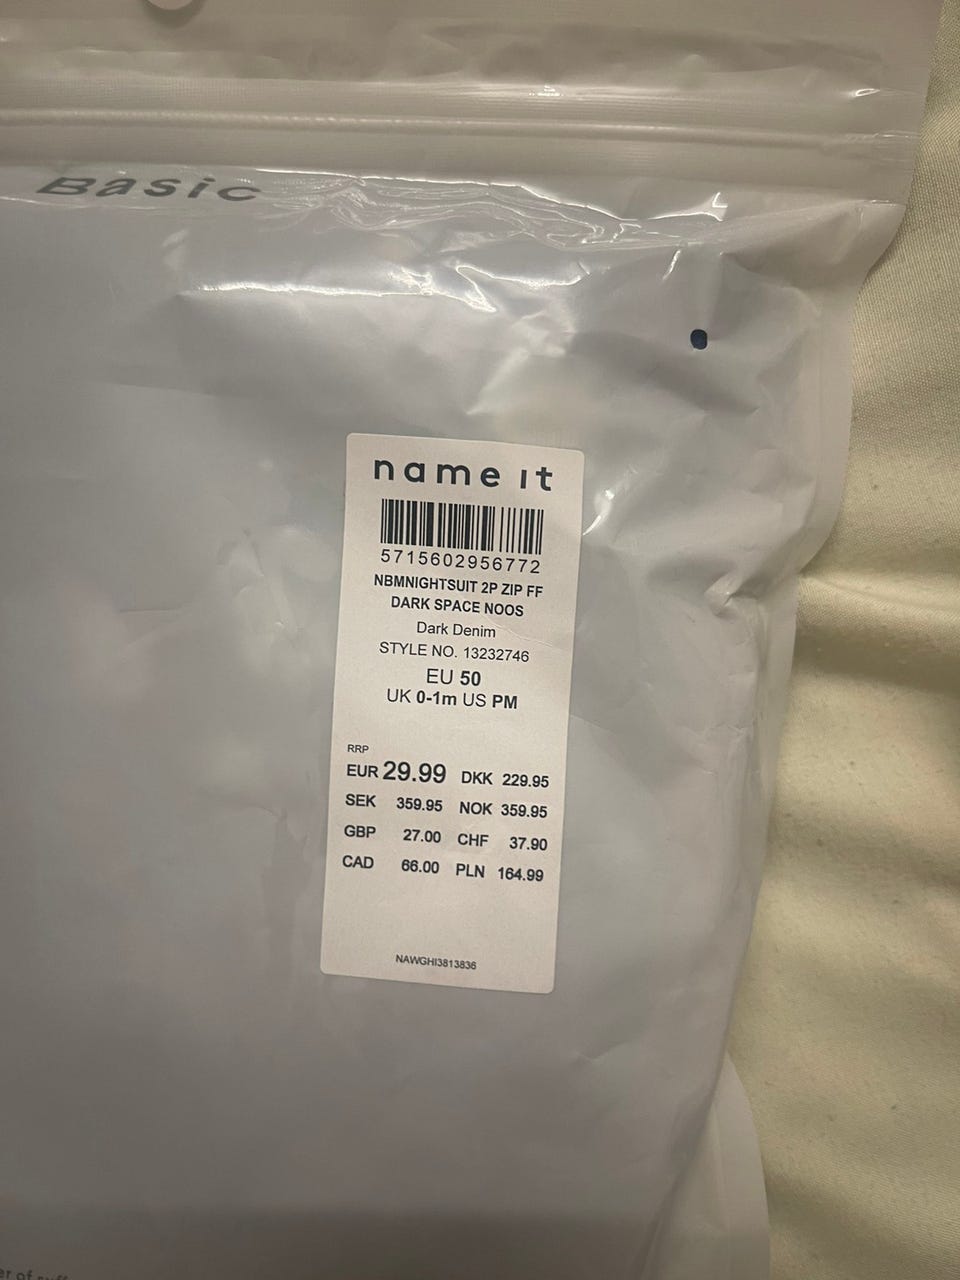 Basic
name it
5715602956772
NBMNIGHTSUIT 2P ZIP FF
DARK SPACE NOOS
Dark Denim
STYLE NO. 13232746
EU 50
UK 0-1m US PM
RRP
EUR 29.99 DKK 229.95
SEK 359.95 NOK 359.95
GBP 27.00 CHF 37.90
CAD 66.00 PLN 164.99
NAWGHI3813836
of